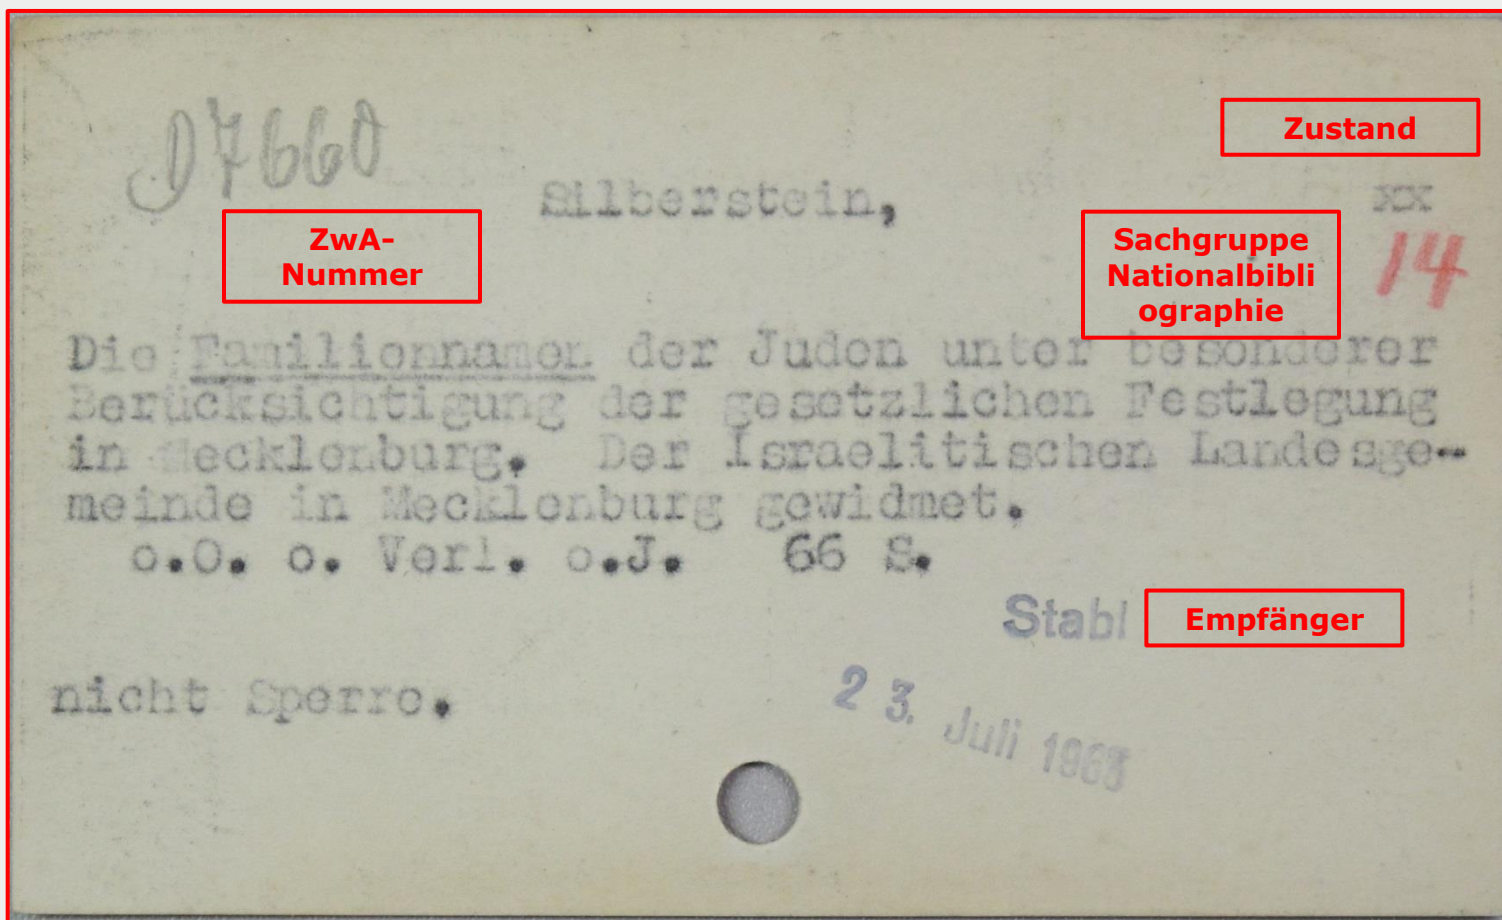 D7660
Zustand
Silberstein,
xx
ZwA-
Nummer
Sachgruppe
Nationalbibli
ographie
14
Die Familiennamen der Juden unter besonderer
Berücksichtigung der gesetzlichen Festlegung
in Mecklenburg. Der Israelitischen Landesge-
meinde in Mecklenburg gewidmet.
o.O. o. Verl. o.J. 66 S.
Stabi
Empfänger
nicht Sperre.
23. Juli